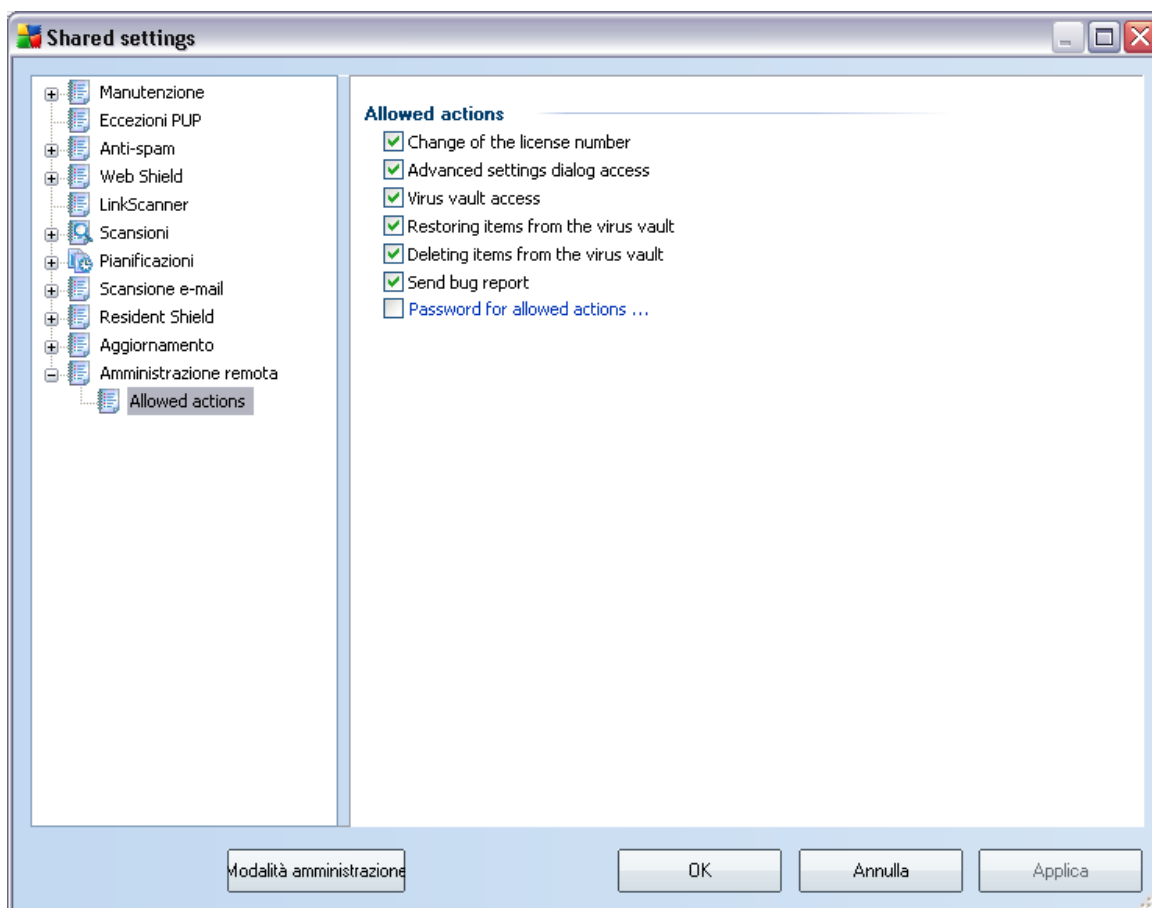 Shared settings
Manutenzione
Eccezioni PUP
Anti-spam
Web Shield
LinkScanner
Scansioni
Pianificazioni
Scansione e-mail
Resident Shield
Aggiornamento
Amministrazione remota
Allowed actions
Allowed actions
Change of the license number
Advanced settings dialog access
Virus vault access
Restoring items from the virus vault
Deleting items from the virus vault
Send bug report
Password for allowed actions ...
Modalità amministrazione
OK
Annulla
Applica